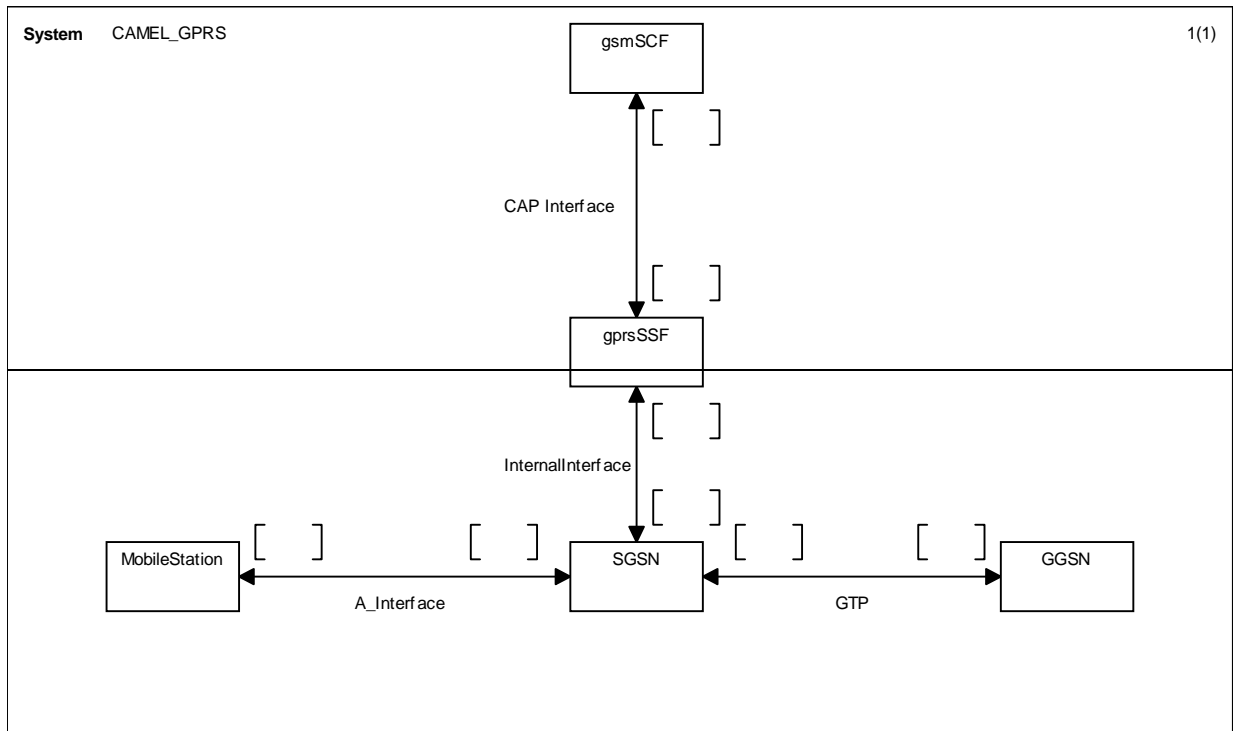 System CAMEL_GPRS
gsmSCF
1(1)
CAP Interface
gprsSSF
InternalInterface
MobileStation
SGSN
GGSN
A_Interface
GTP